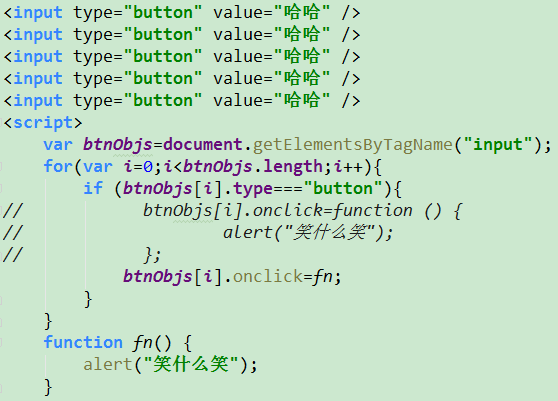 <input type="button" value="哈哈" />
<input type="button" value="哈哈" />
<input type="button" value="哈哈" />
<input type="button" value="哈哈" />
<input type="button" value="哈哈" />
<script>
    var btnObjs=document.getElementsByTagName("input");
    for(var i=0;i<btnObjs.length;i++){
        if (btnObjs[i].type==="button"){
//            btnObjs[i].onclick=function () {
//                    alert("笑什么笑");
//            };
            btnObjs[i].onclick=fn;
        }
    }
    function fn() {
        alert("笑什么笑");
    }